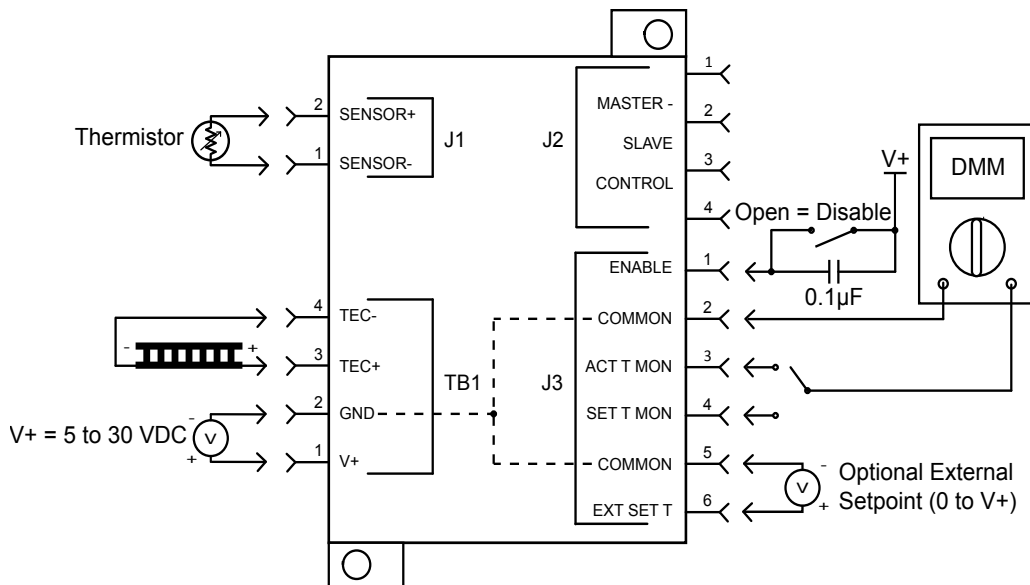 Thermistor
2
SENSOR+
1
SENSOR-
J1
J2
MASTER -
SLAVE
CONTROL
1
2
3
4
V+
DMM
Open = Disable
0.1µF
ENABLE
1
COMMON
2
ACT T MON
3
SET T MON
4
COMMON
5
EXT SET T
6
J3
-
+
4
TEC-
3
TEC+
2
GND
1
V+
TB1
V+ = 5 to 30 VDC
-
V
+
-
V
+
Optional External
Setpoint (0 to V+)